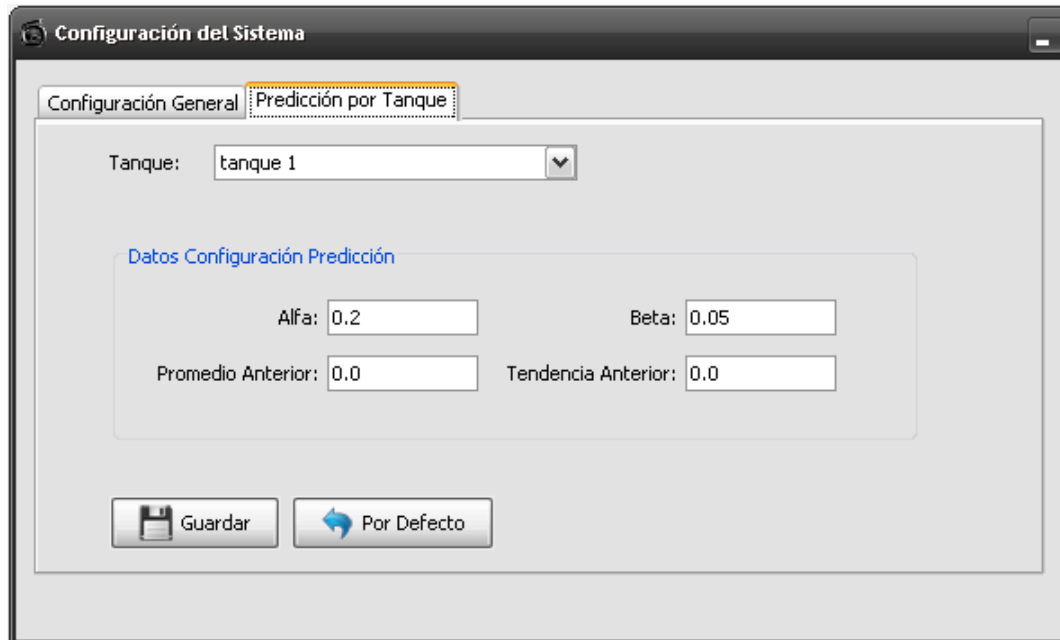 Configuración del Sistema
Configuración General Predicción por Tanque
Tanque: tanque 1
Datos Configuración Predicción
Alfa: 0.2 Beta: 0.05
Promedio Anterior: 0.0 Tendencia Anterior: 0.0
Guardar Por Defecto